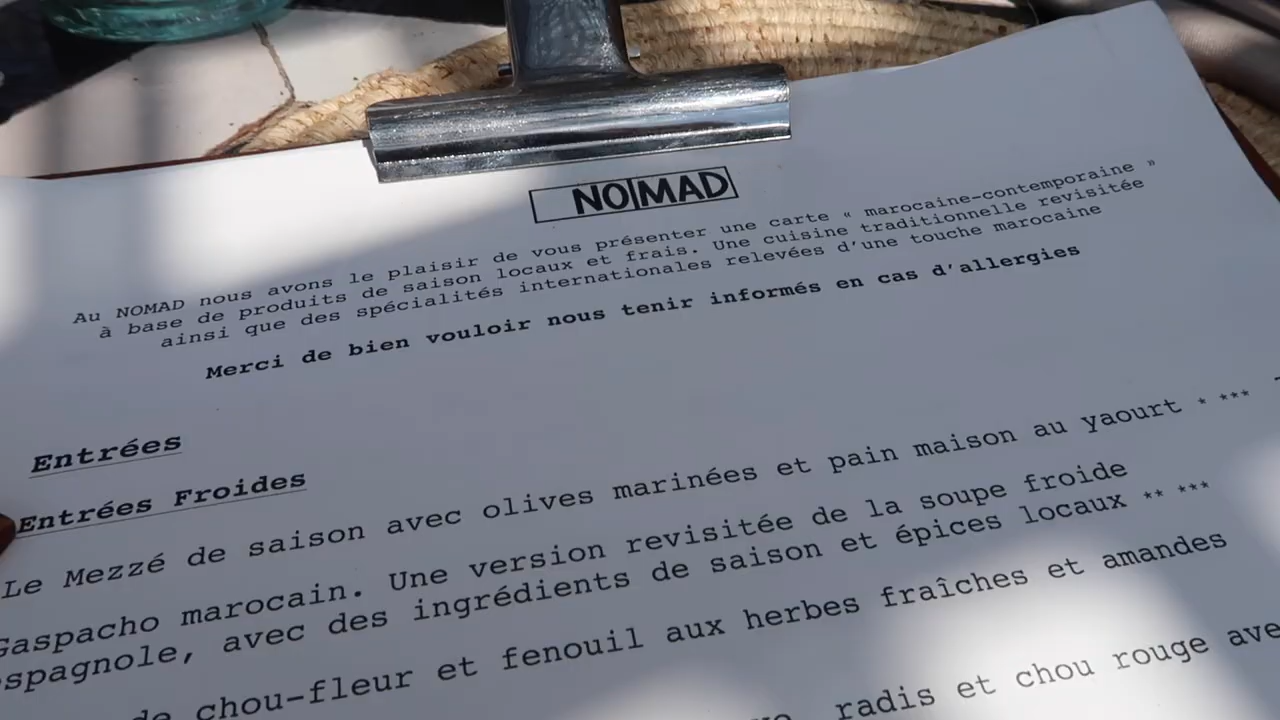 NOMAD
Au NOMAD nous avons le plaisir de vous présenter une carte « marocaine-contemporaine »
à base de produits de saison locaux et frais. Une cuisine traditionnelle revisitée
ainsi que des spécialités internationales relevées d'une touche marocaine
Merci de bien vouloir nous tenir informés en cas d'allergies
Entrées
Entrées Froides
Le Mezzé de saison avec olives marinées et pain maison au yaourt * ***
Gaspacho marocain. Une version revisitée de la soupe froide
espagnole, avec des ingrédients de saison et épices locaux ** ***
de chou-fleur et fenouil aux herbes fraîches et amandes
radis et chou rouge ave